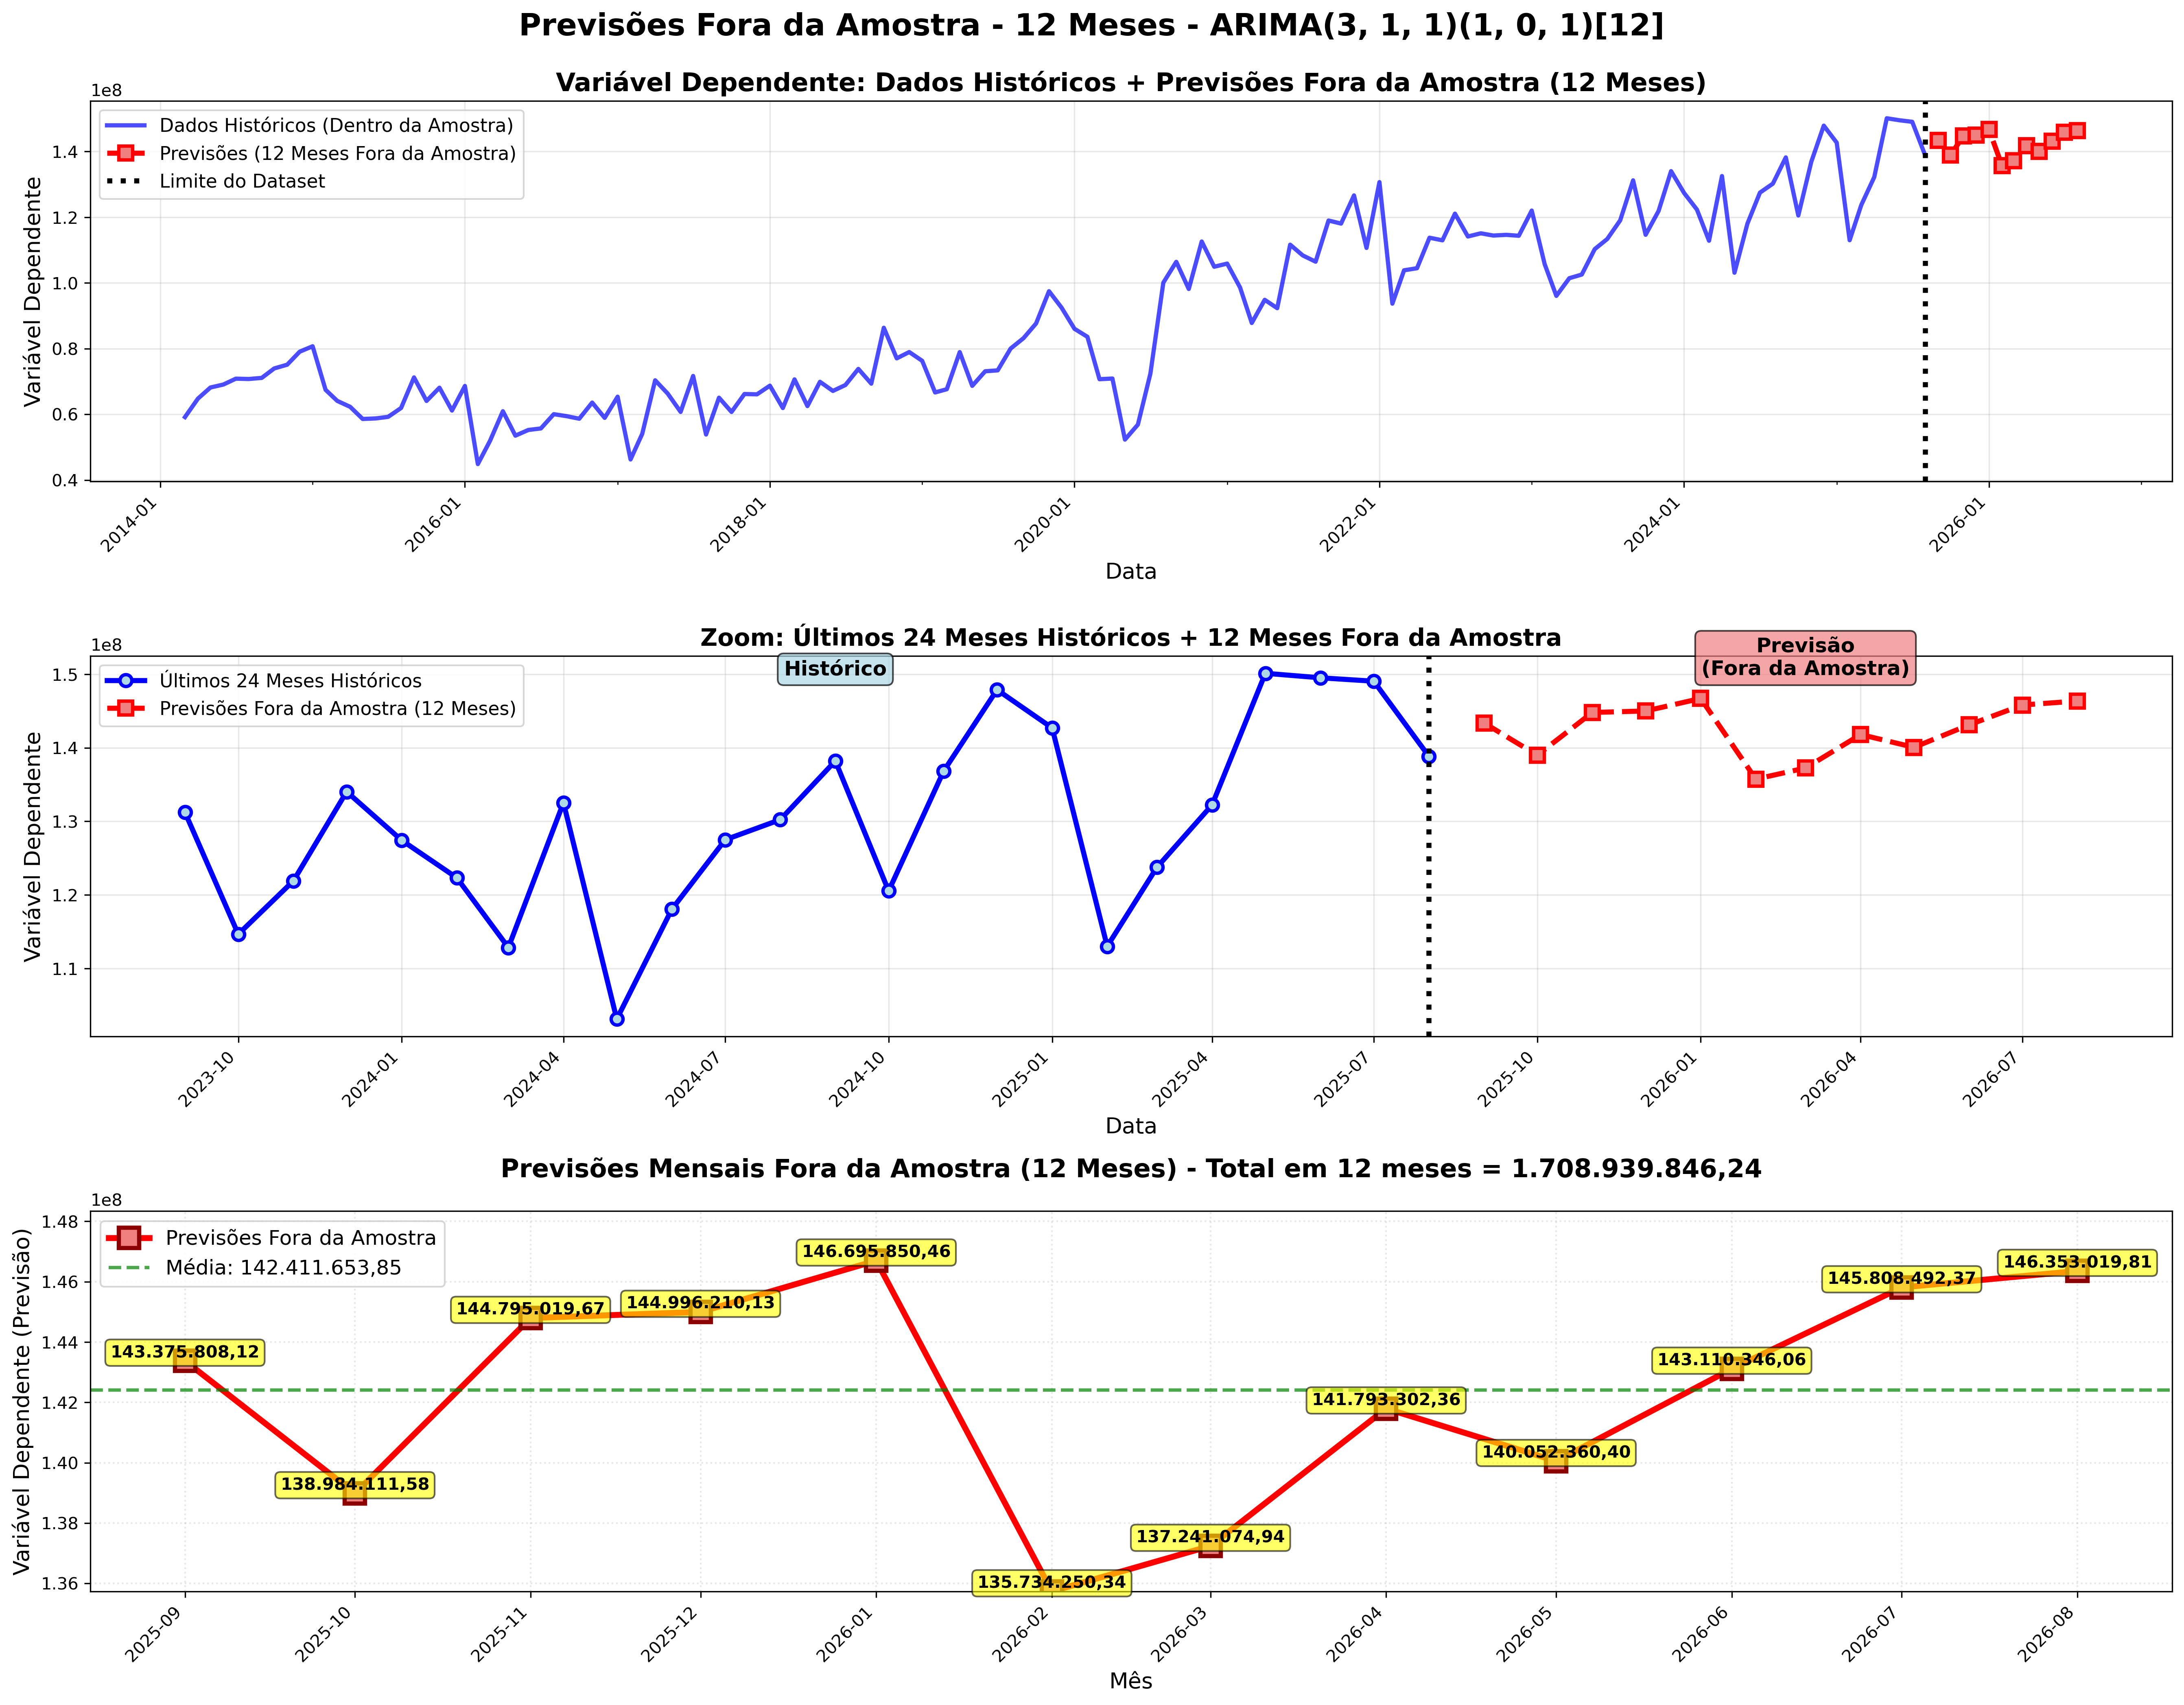 Previsões Fora da Amostra - 12 Meses - ARIMA(3, 1, 1)(1, 0, 1)[12]
Variável Dependente: Dados Históricos + Previsões Fora da Amostra (12 Meses)
1e8
Dados Históricos (Dentro da Amostra)
Previsões (12 Meses Fora da Amostra)
Limite do Dataset
Variável Dependente
1.4
1.2
1.0
0.8
0.6
0.4
2014-01
2016-01
2018-01
2020-01
2022-01
2024-01
2026-01
Data
Zoom: Últimos 24 Meses Históricos + 12 Meses Fora da Amostra
1e8
Últimos 24 Meses Históricos
Previsões Fora da Amostra (12 Meses)
Histórico
Previsão
(Fora da Amostra)
Variável Dependente
1.5
1.4
1.3
1.2
1.1
2023-10
2024-01
2024-04
2024-07
2024-10
2025-01
2025-04
2025-07
2025-10
2026-01
2026-04
2026-07
Data
Previsões Mensais Fora da Amostra (12 Meses) - Total em 12 meses = 1.708.939.846,24
1e8
Previsões Fora da Amostra
Média: 142.411.653,85
Variável Dependente (Previsão)
1.48
1.46
1.44
1.42
1.40
1.38
1.36
143.375.808,12
138.984.111,58
144.795.019,67
144.996.210,13
146.695.850,46
135.734.250,34
137.241.074,94
141.793.302,36
140.052.360,40
143.110.346,06
145.808.492,37
146.353.019,81
2025-09
2025-10
2025-11
2025-12
2026-01
2026-02
2026-03
2026-04
2026-05
2026-06
2026-07
2026-08
Mês